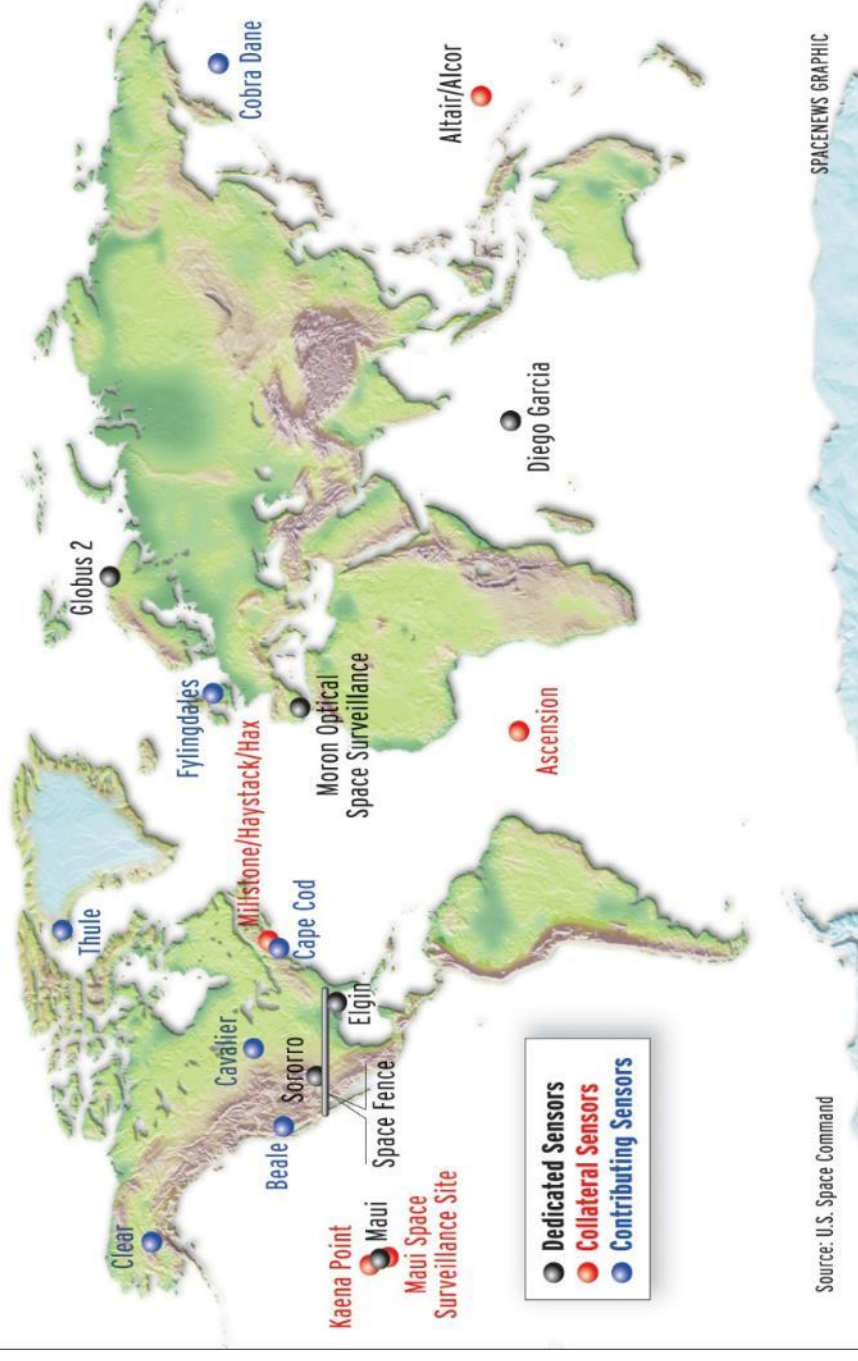 Clear
Thule
Globus 2
Cobra Dane
Fylingdales
Beale
Cavalier
Millstone/Haystack/Hax
Cape Cod
Sororro
Elgin
Space Fence
Moron Optical
Space Surveillance
Kaena Point
Maui
Maui Space
Surveillance Site
Altair/Alcor
Ascension
Diego Garcia
Dedicated Sensors
Collateral Sensors
Contributing Sensors
Source: U.S. Space Command
SPACENEWS GRAPHIC